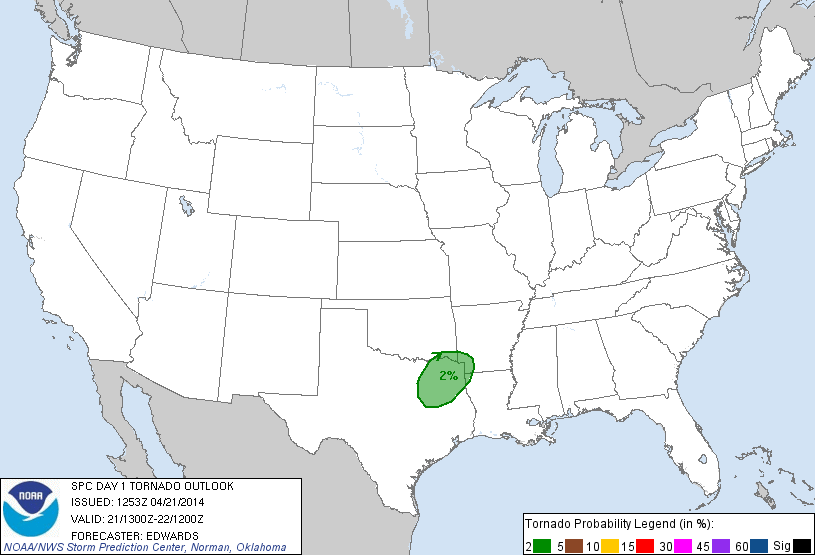 2%
SPC DAY 1 TORNADO OUTLOOK
ISSUED: 1253Z 04/21/2014
VALID: 21/1300Z-22/1200Z
FORECASTER: EDWARDS
NOAA/NWS Storm Prediction Center, Norman, Oklahoma
NOAA
Tornado Probability Legend (in %):
2 5 10 15 30 45 60 Sig